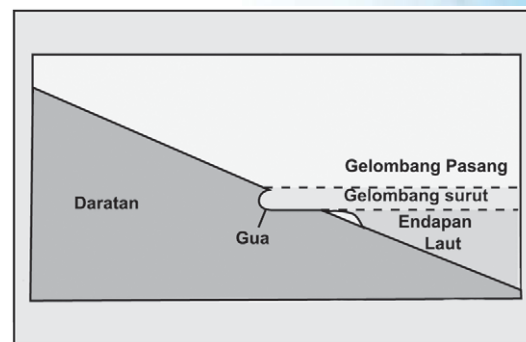 Gelombang Pasang
Gelombang surut
Daratan
Endapan
Laut
Gua